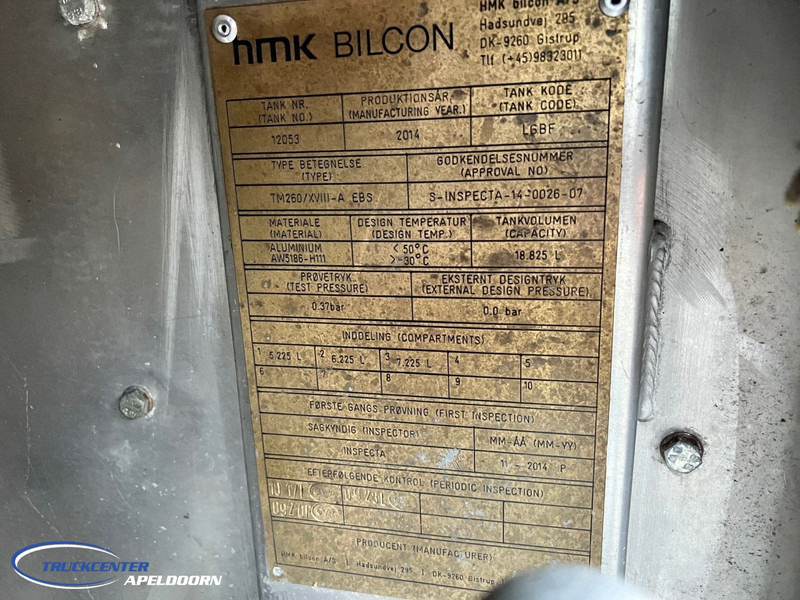 hmk BILCON
HMK bilcon A/S
Hadsundvej 295
DK-9260 Gistrup
Tlf (+45)98323011
TANK NR.
(TANK NO.)
PRODUKTIONSÅR
(MANUFACTURING YEAR.)
TANK KODE
(TANK CODE)
12053
2014
LGBF
TYPE BETEGNELSE
(TYPE)
GODKENDELSESNUMMER
(APPROVAL NO)
TM260/XVIII-A EBS
S-INSPECTA-14-0026-07
MATERIALE
(MATERIAL)
DESIGN TEMPERATUR
(DESIGN TEMP.)
TANKVOLUMEN
(CAPACITY)
ALUMINIUM
AW5186-H111
< 50°C
>-30°C
18.825 L
PRØVETRYK
(TEST PRESSURE)
EKSTERNT DESIGNTRYK
(EXTERNAL DESIGN PRESSURE)
0.37bar
0.0 bar
INDDELING (COMPARTMENTS)
1 5.225 L 2 6.225 L 3 7.225 L 4 5
6 7 8 9 10
FØRSTE GANGS PRØVNING (FIRST INSPECTION)
SAGKYNDIG (INSPECTOR)
MM-ÅÅ (MM-YY)
INSPECTA
11 - 2014 P
EFTERFØLGENDE KONTROL (PERIODIC INSPECTION)
PRODUCENT (MANUFACTURER)
HMK bilcon A/S | Hadsundvej 295 | DK-9260 Gistrup
TRUCKCENTER
APELDOORN